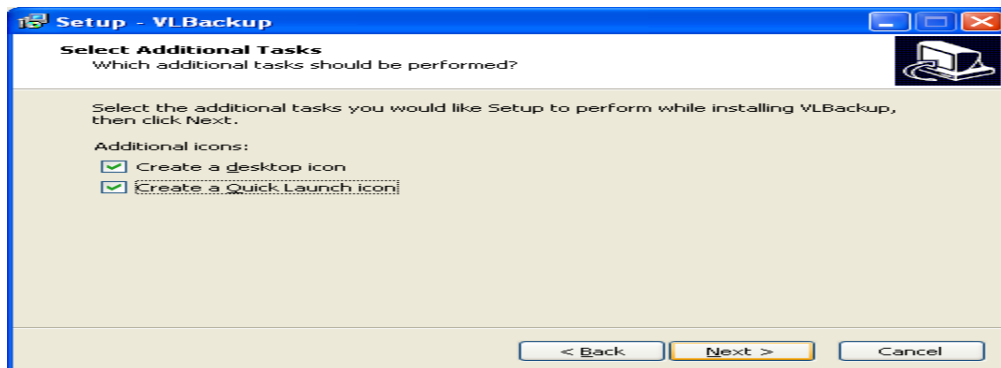 Setup - VLBackup
Select Additional Tasks
Which additional tasks should be performed?
Select the additional tasks you would like Setup to perform while installing VLBackup,
then click Next.
Additional icons:
Create a desktop icon
Create a Quick Launch icon
< Back Next > Cancel